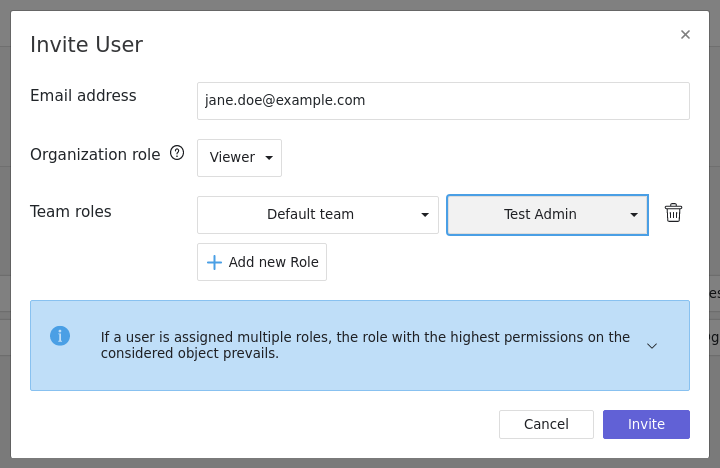 Invite User
×
Email address
jane.doe@example.com
Organization role
?
Viewer
Team roles
Default team
Test Admin
Add new Role
If a user is assigned multiple roles, the role with the highest permissions on the
considered object prevails.
Cancel
Invite